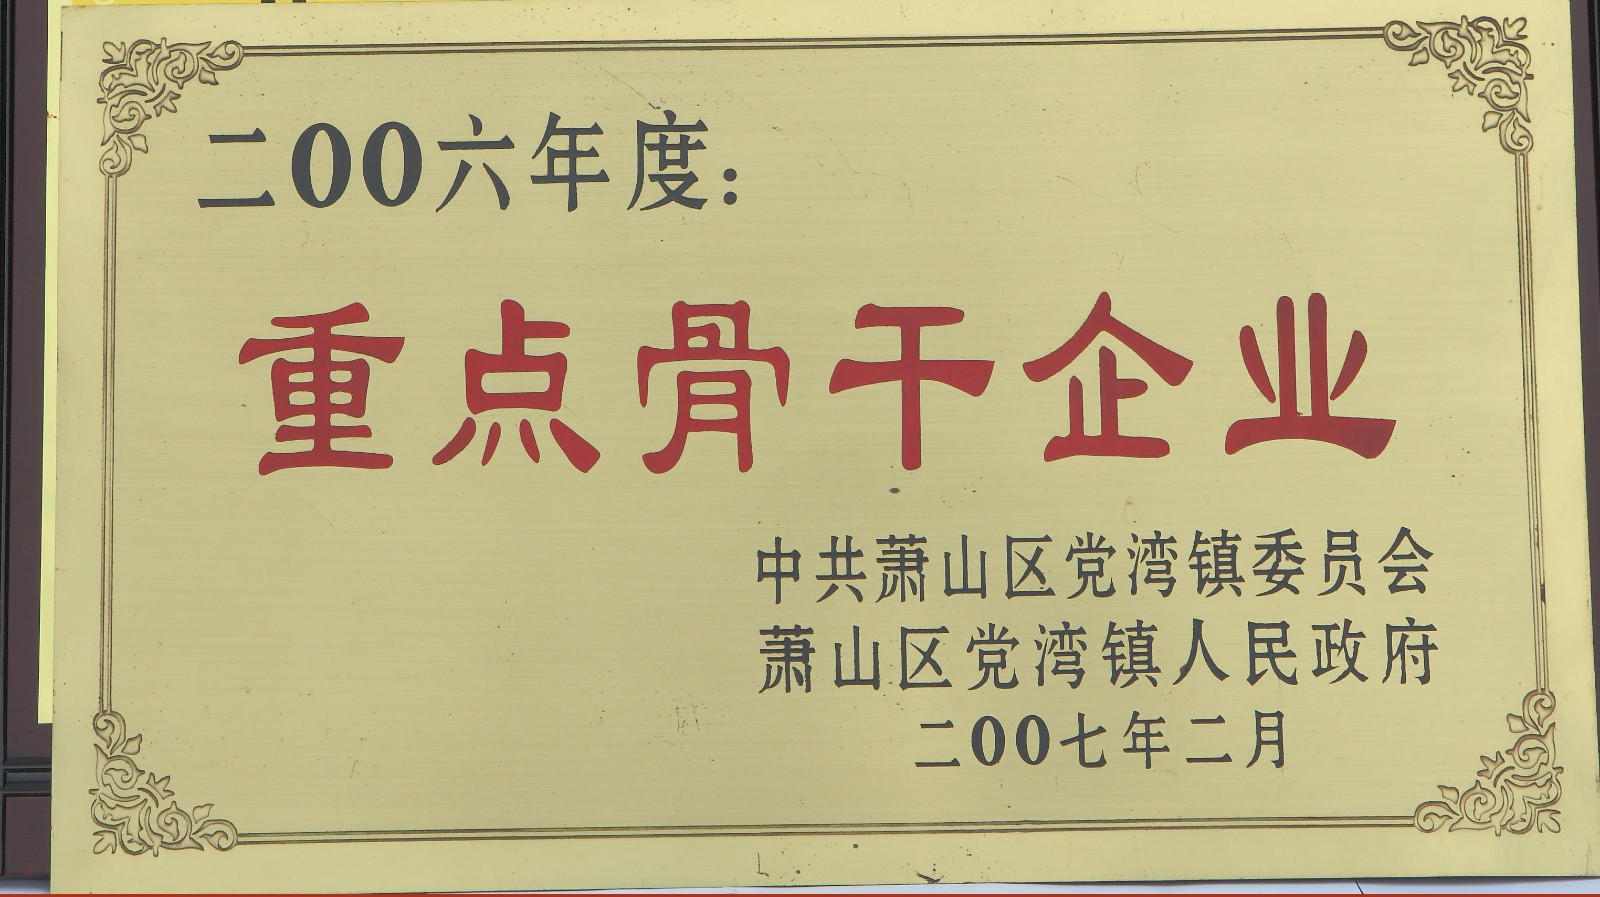 二00六年度：
重点骨干企业
中共萧山区党湾镇委员会
萧山区党湾镇人民政府
二00七年二月